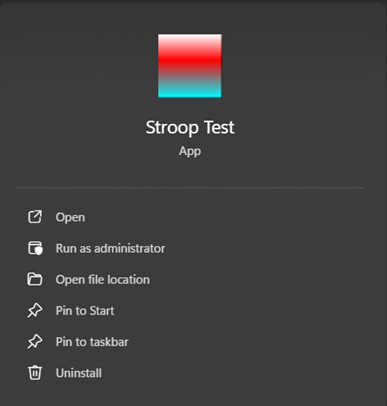 Stroop Test
App
Open
Run as administrator
Open file location
Pin to Start
Pin to taskbar
Uninstall